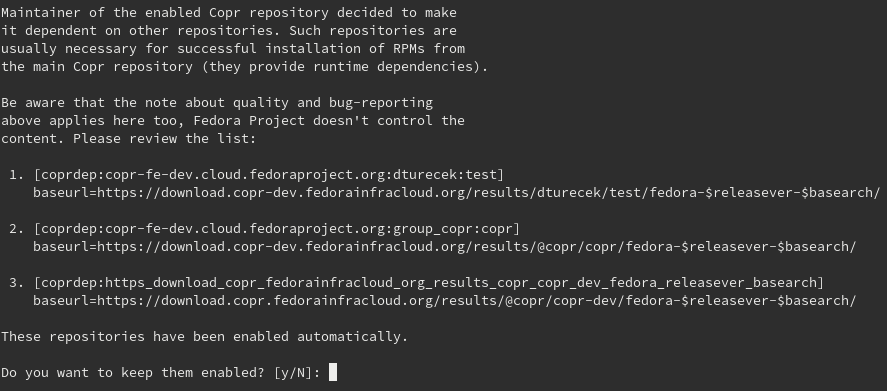 Maintainer of the enabled Copr repository decided to make
it dependent on other repositories. Such repositories are
usually necessary for successful installation of RPMs from
the main Copr repository (they provide runtime dependencies).
Be aware that the note about quality and bug-reporting
above applies here too, Fedora Project doesn't control the
content. Please review the list:
1. [coprdep:copr-fe-dev.cloud.fedoraproject.org:dturecek:test]
baseurl=https://download.copr-dev.fedorainfracloud.org/results/dturecek/test/fedora-$releasever-$basearch/
2. [coprdep:copr-fe-dev.cloud.fedoraproject.org:group_copr:copr]
baseurl=https://download.copr-dev.fedorainfracloud.org/results/@copr/copr/fedora-$releasever-$basearch/
3. [coprdep:https_download_copr_fedorainfracloud_org_results_copr_copr_dev_fedora_releasever_basearch]
baseurl=https://download.copr.fedorainfracloud.org/results/@copr/copr-dev/fedora-$releasever-$basearch/
These repositories have been enabled automatically.
Do you want to keep them enabled? [y/N]: